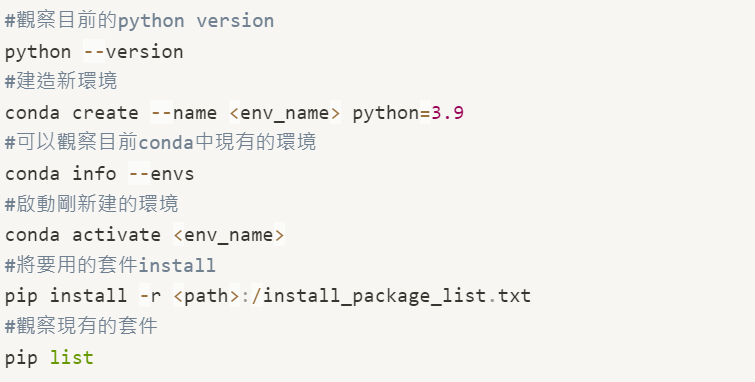 #觀察目前的python version
python --version
#建造新環境
conda create --name <env_name> python=3.9
#可以觀察目前conda中現有的環境
conda info --envs
#啟動剛新建的環境
conda activate <env_name>
#將要用的套件install
pip install -r <path>:/install_package_list.txt
#觀察現有的套件
pip list